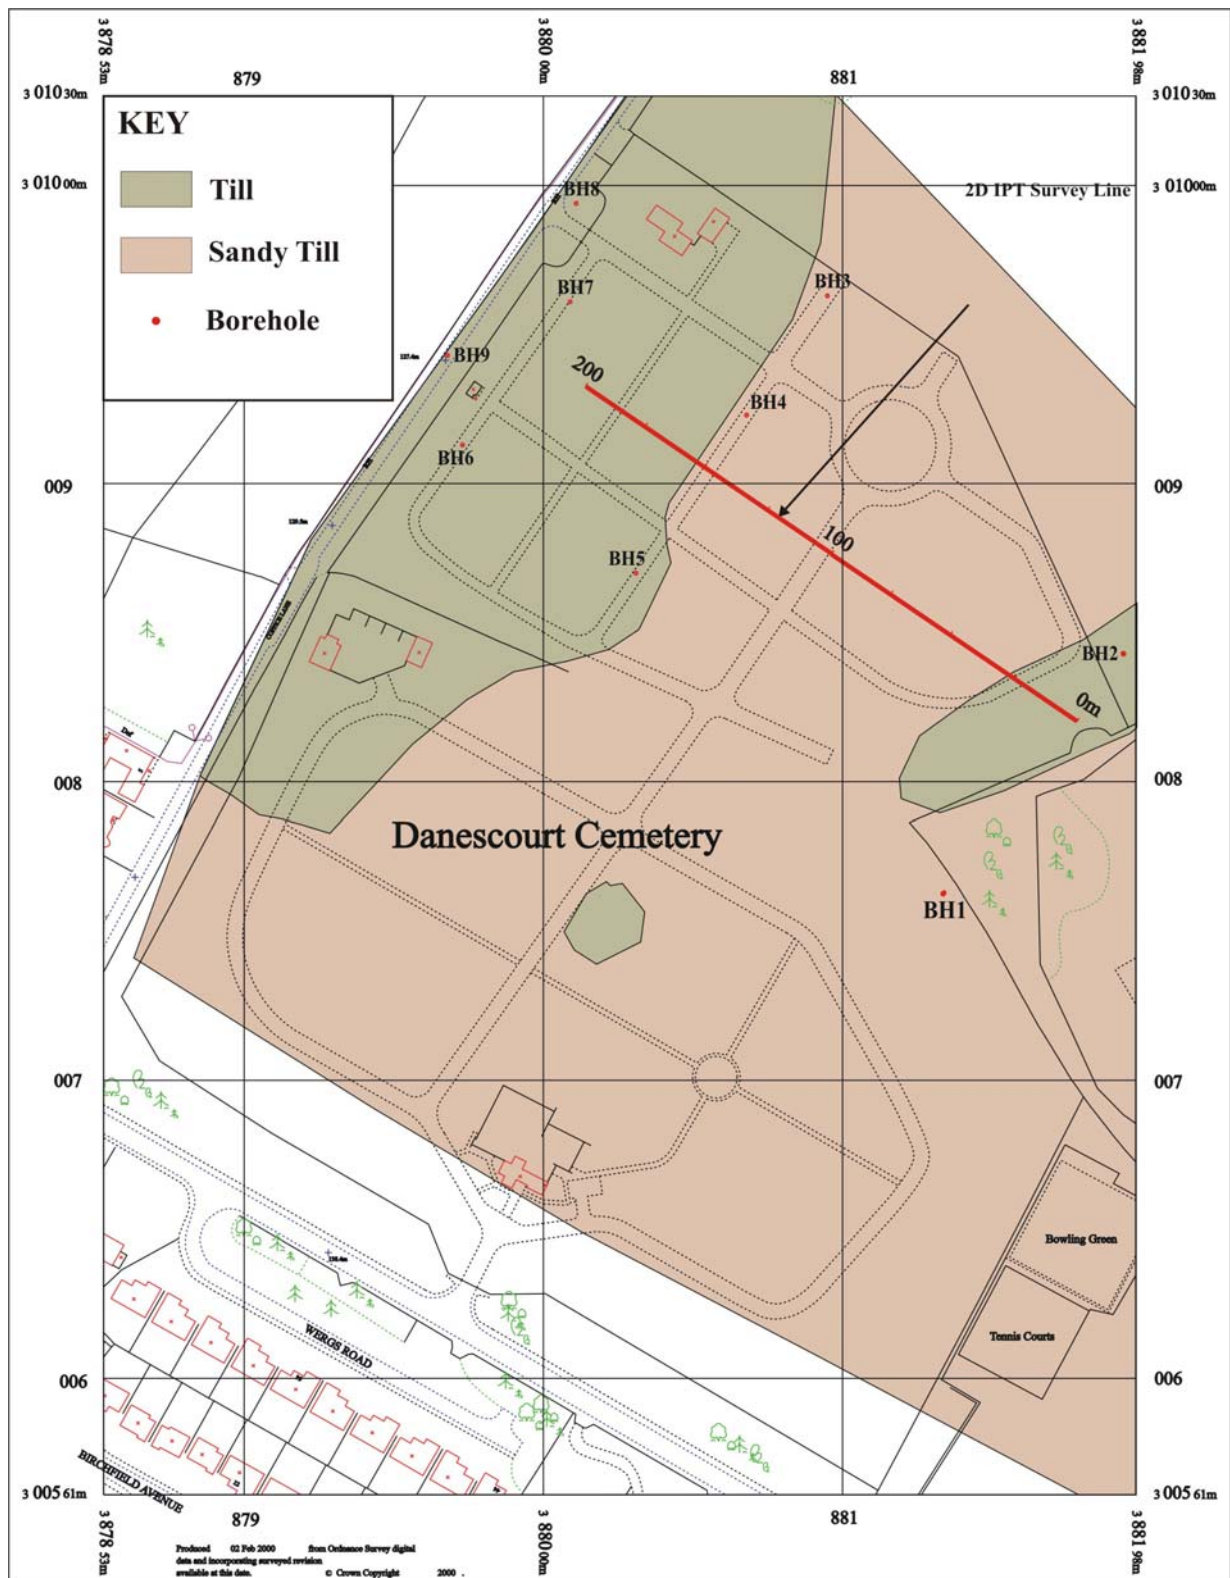 3 878 53m
879
3 880 00m
881
3 881 98m
3 010 30m
3 010 30m
KEY
Till
Sandy Till
Borehole
3 010 00m
3 010 00m
2D IPT Survey Line
BH8
BH7
BH3
BH9
127.4m
200
BH4
BH6
009
009
100
BH5
BH2
0m
008
008
Danescourt Cemetery
BH1
007
007
Bowling Green
Tennis Courts
WERGS ROAD
006
006
BIRCHFIELD AVENUE
3 005 61m
3 005 61m
3 878 53m
879
3 880 00m
881
3 881 98m
Produced 02 Feb 2000 from Ordnance Survey digital
data and incorporating surveyed revision
available at this date. © Crown Copyright 2000 .